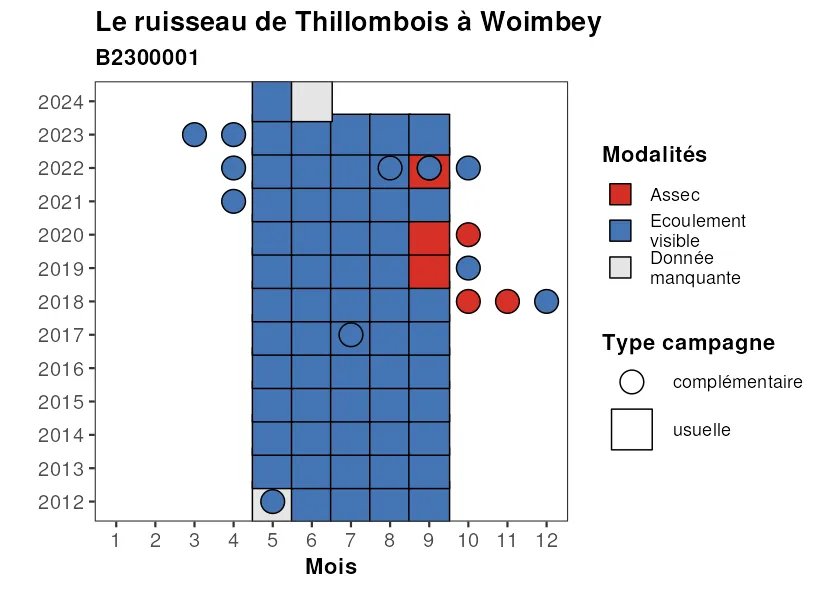 Le ruisseau de Thillombois à Woimbey
B2300001
2024
2023
2022
2021
2020
2019
2018
2017
2016
2015
2014
2013
2012
1 2 3 4 5 6 7 8 9 10 11 12
Mois
Modalités
Assec
Ecoulement
visible
Donnée
manquante
Type campagne
complémentaire
usuelle